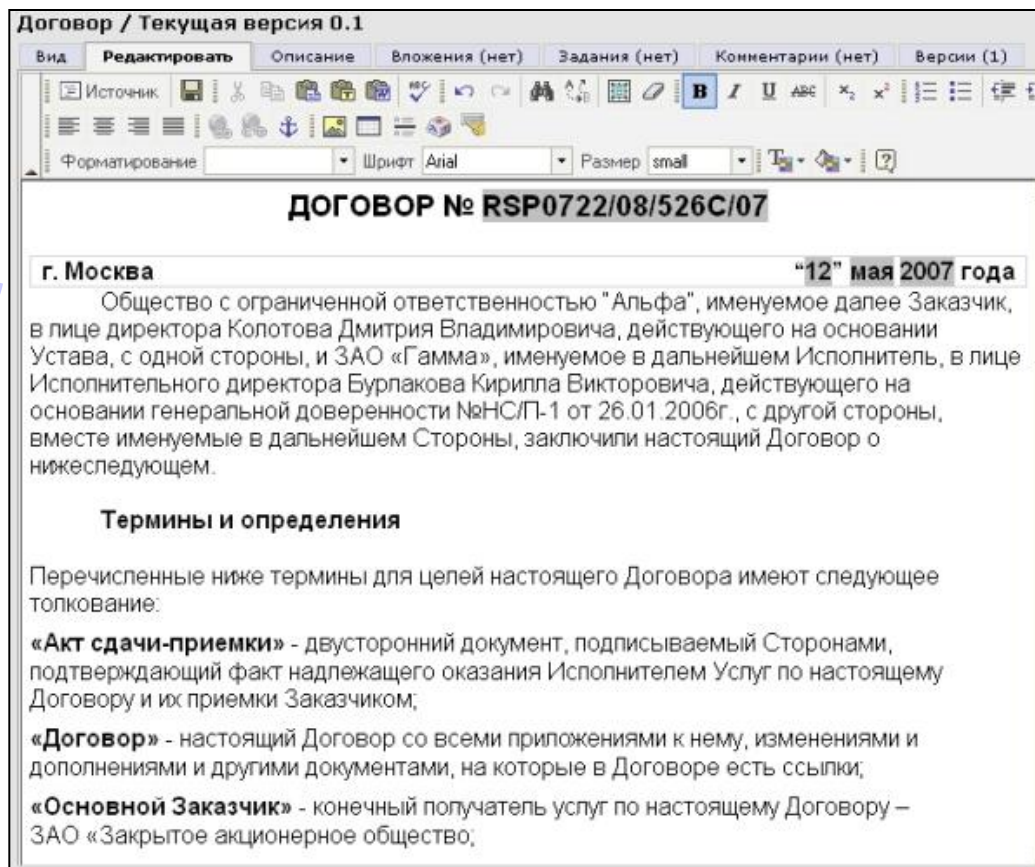 Договор / Текущая версия 0.1
Вид Редактировать Описание Вложения (нет) Задания (нет) Комментарии (нет) Версии (1)
Источник ABC B I U ABC x₂ x²
Форматирование Шрифт Arial Размер small
ДОГОВОР № RSP0722/08/526C/07
г. Москва “12” мая 2007 года
Общество с ограниченной ответственностью "Альфа", именуемое далее Заказчик,
в лице директора Колотова Дмитрия Владимировича, действующего на основании
Устава, с одной стороны, и ЗАО «Гамма», именуемое в дальнейшем Исполнитель, в лице
Исполнительного директора Бурлакова Кирилла Викторовича, действующего на
основании генеральной доверенности №НС/П-1 от 26.01.2006г., с другой стороны,
вместе именуемые в дальнейшем Стороны, заключили настоящий Договор о
нижеследующем.
Термины и определения
Перечисленные ниже термины для целей настоящего Договора имеют следующее
толкование:
«Акт сдачи-приемки» - двусторонний документ, подписываемый Сторонами,
подтверждающий факт надлежащего оказания Исполнителем Услуг по настоящему
Договору и их приемки Заказчиком;
«Договор» - настоящий Договор со всеми приложениями к нему, изменениями и
дополнениями и другими документами, на которые в Договоре есть ссылки;
«Основной Заказчик» - конечный получатель услуг по настоящему Договору –
ЗАО «Закрытое акционерное общество;